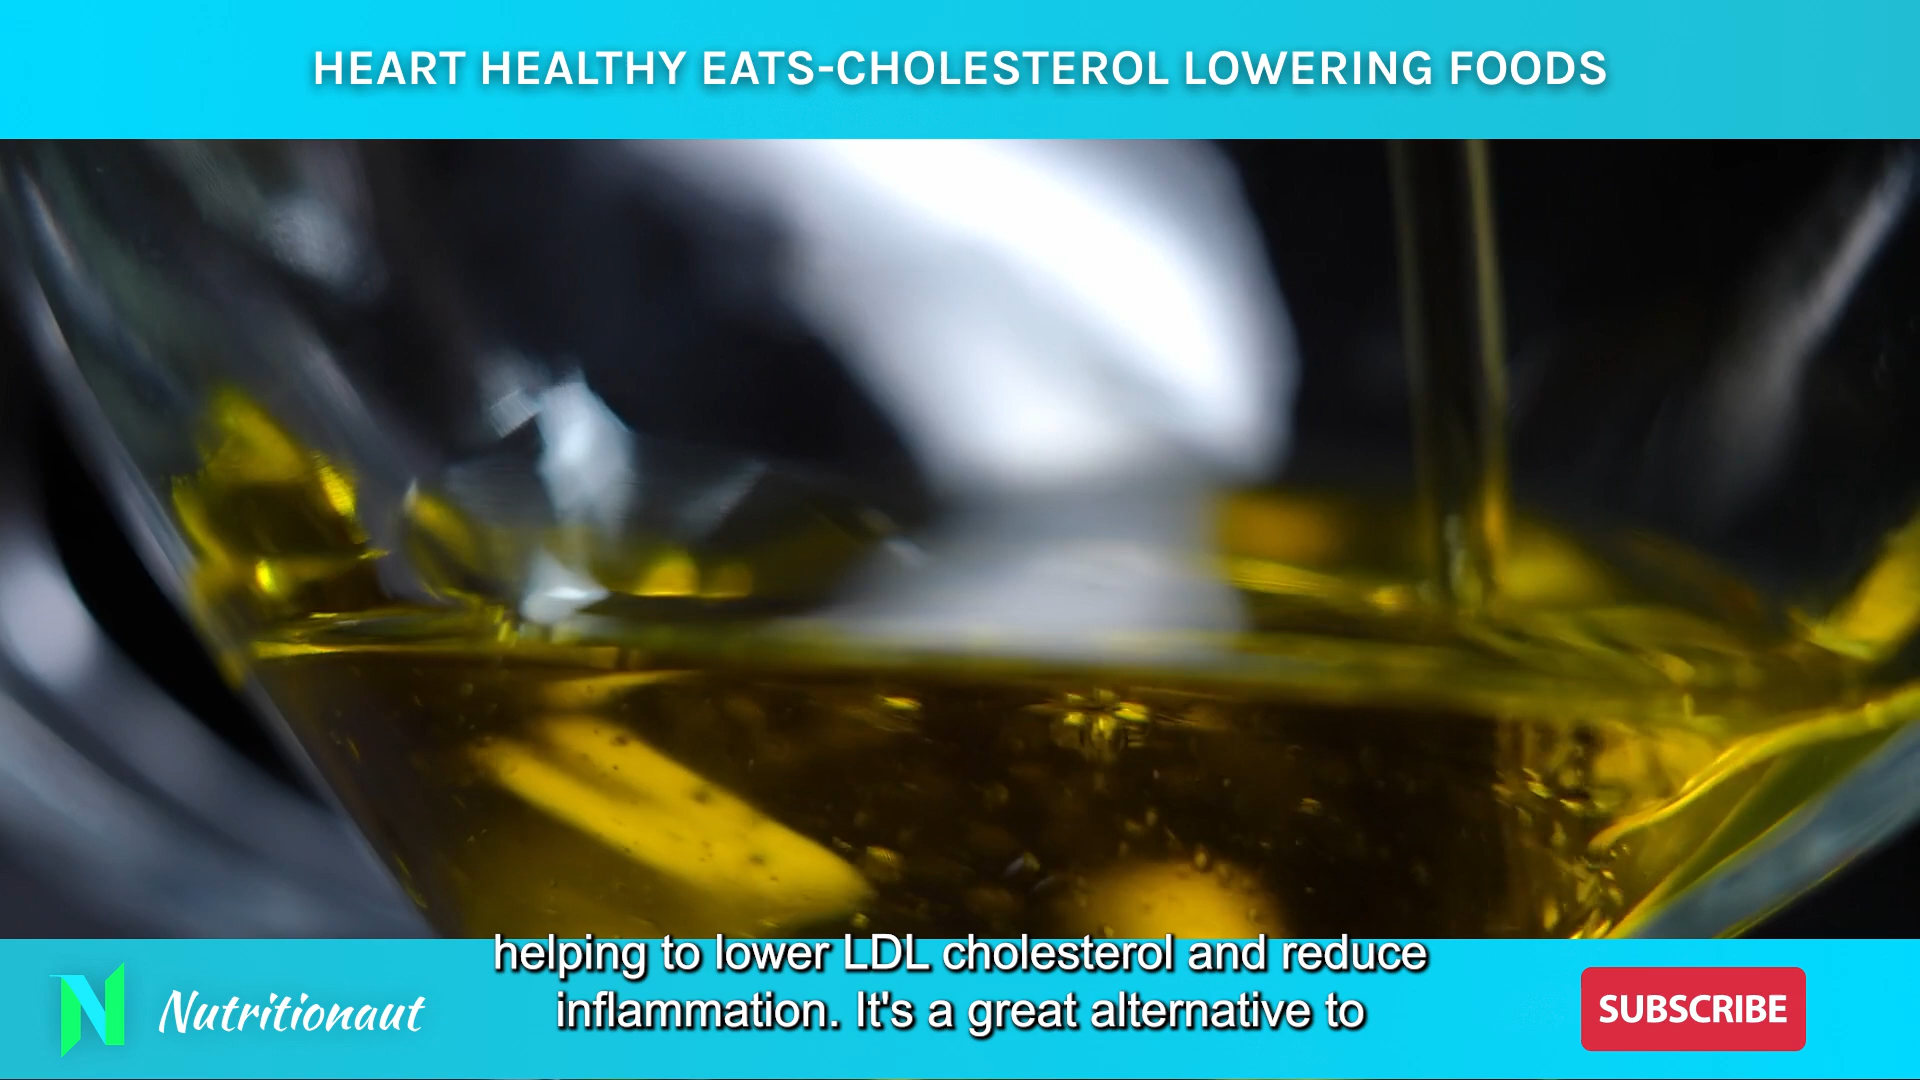 HEART HEALTHY EATS-CHOLESTEROL LOWERING FOODS
helping to lower LDL cholesterol and reduce
inflammation. It's a great alternative to
N Nutritionaut
SUBSCRIBE